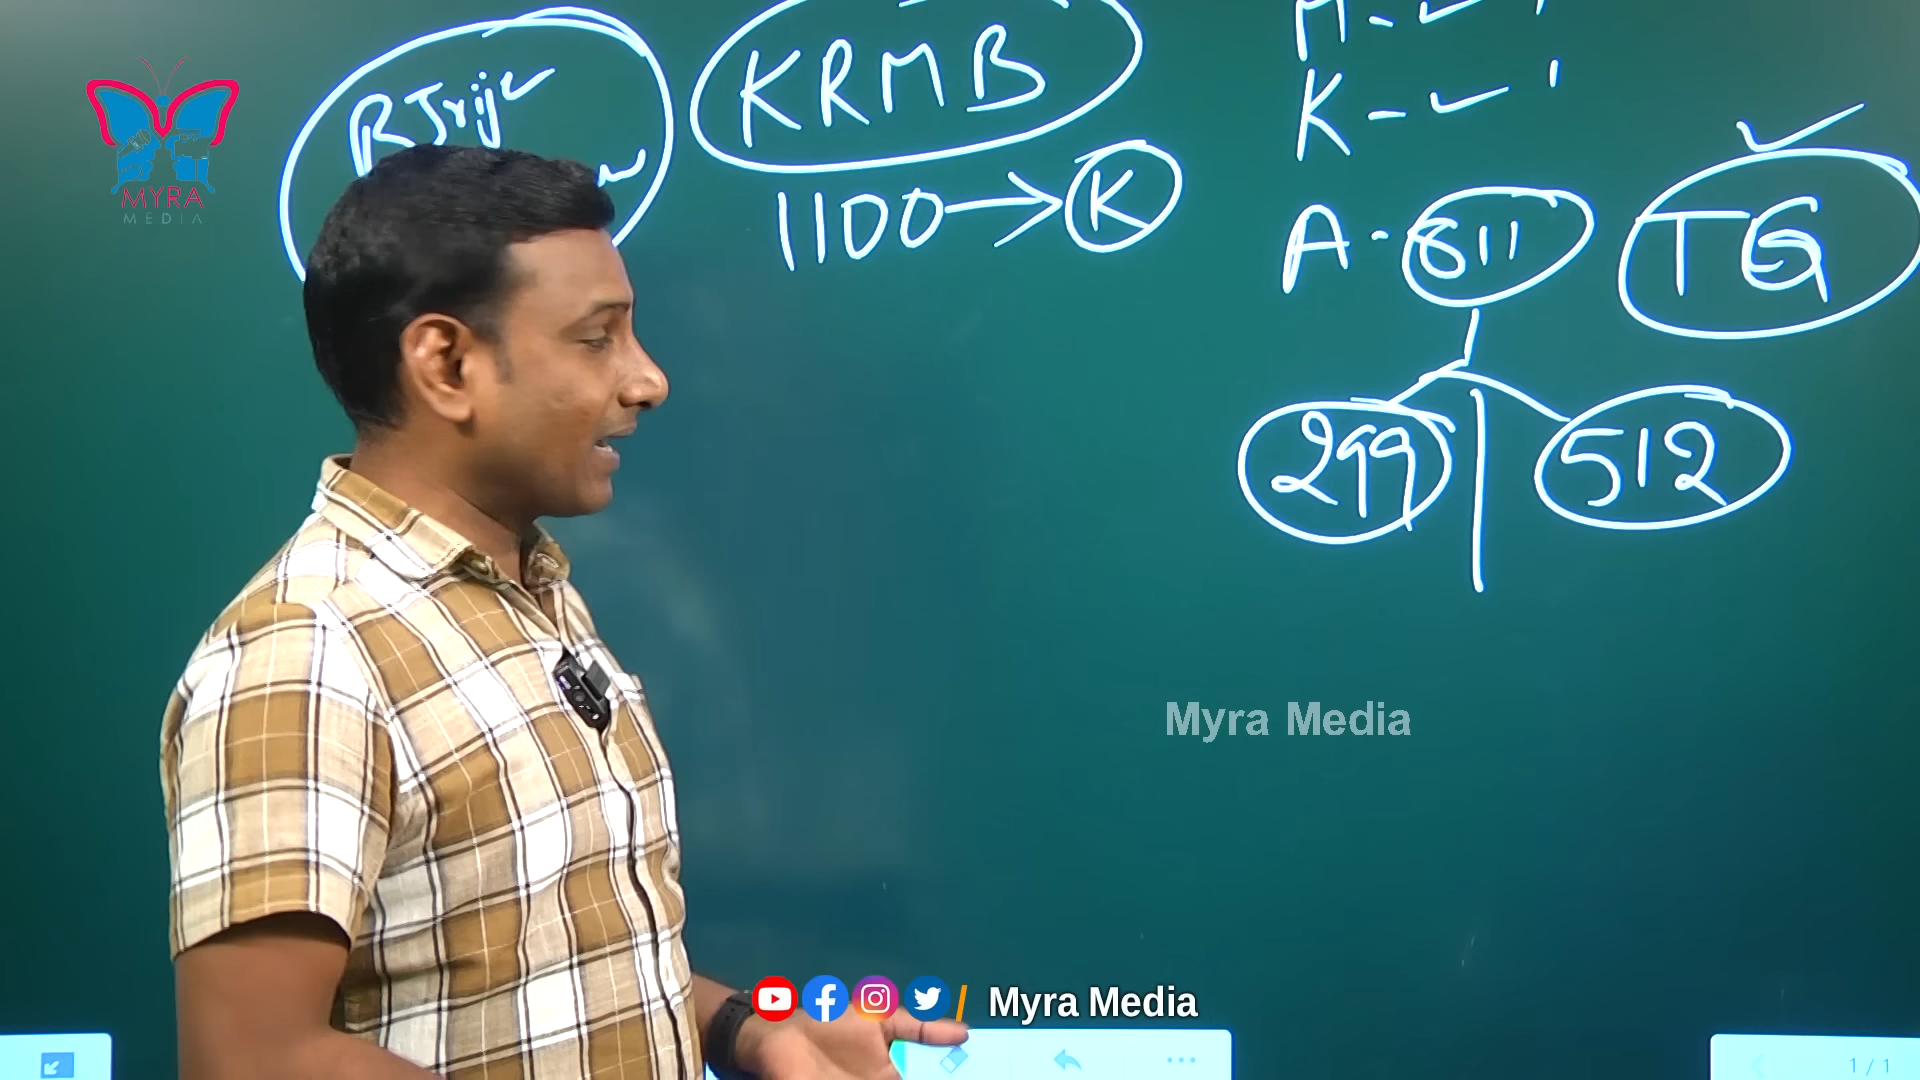 MYRA
MEDIA
KRMB
1100 → K
K - ✓ '
A - 811
TG
299
512
Myra Media
/ Myra Media
1 / 1